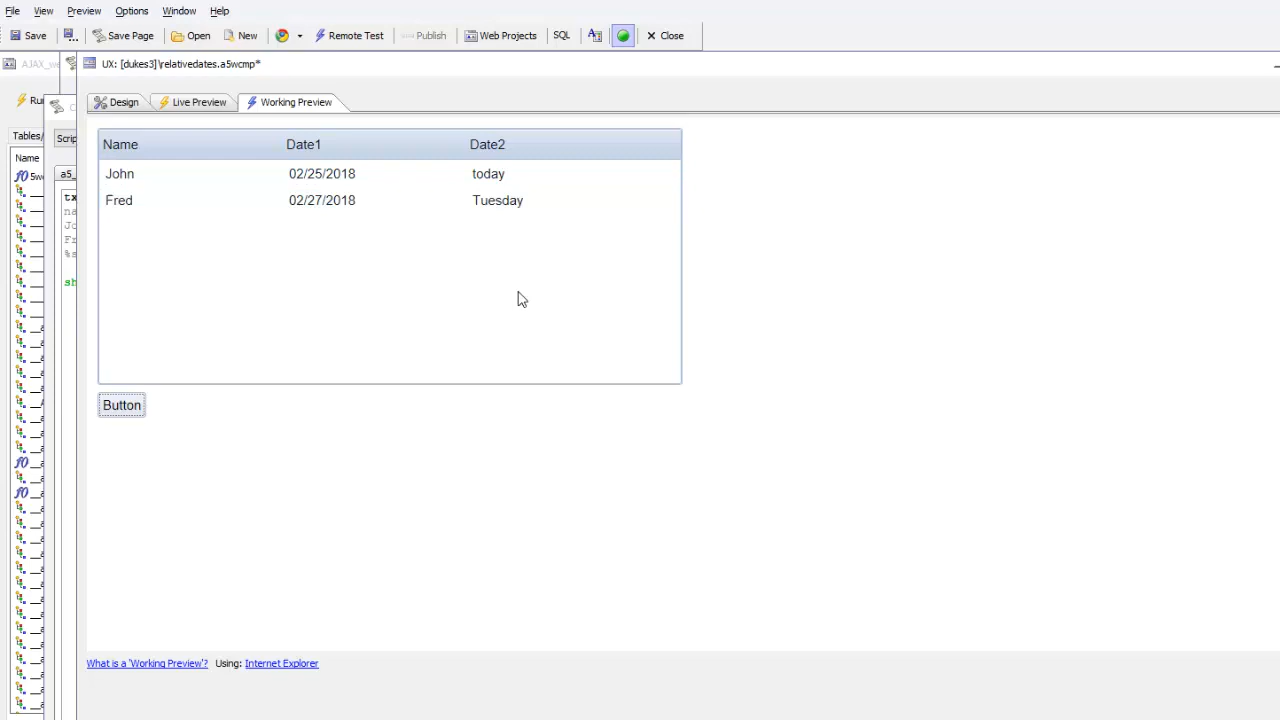 File View Preview Options Window Help
Save Save Page Open New Remote Test Publish Web Projects SQL Close
UX: [dukes3]\relativedates.a5wcmp*
Design Live Preview Working Preview
Tables/
Name
Name Date1 Date2
John 02/25/2018 today
Fred 02/27/2018 Tuesday
Button
What is a 'Working Preview'? Using: Internet Explorer